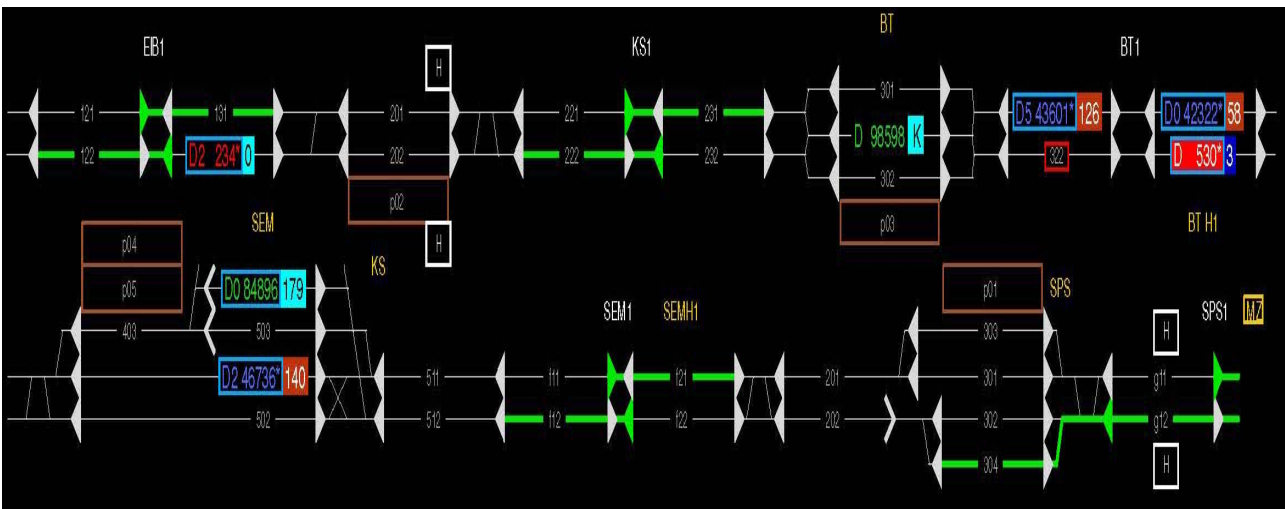 EIB1 KS1 BT BT1
H
121 131 201 221 231 301 D5 43601* 126 D0 42322* 58
D 98598 K
122 D2 234* 0 202 222 232 322 D 530* 3
302
p02 p03
SEM BT H1
p04 H
KS
p05 D0 84896 179 p01 SPS
SEM1 SEMH1 SPS1 MZ
403 503 303 H
D2 46736* 140 511 f11 f21 201 301 g11
502 512 f12 f22 202 302 g12
304 H